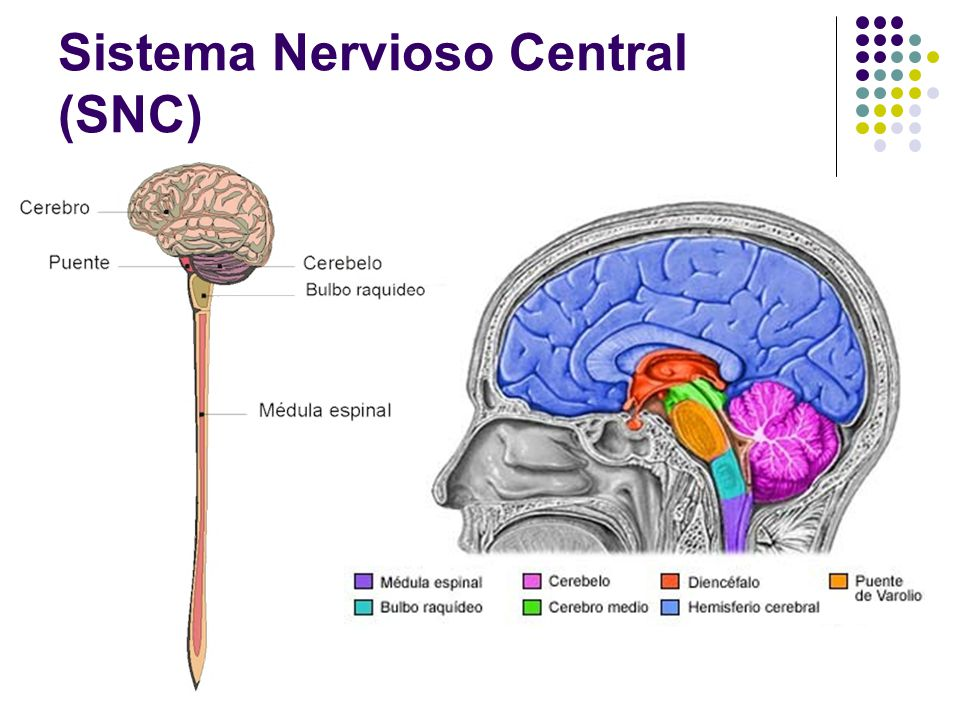 Sistema Nervioso Central
(SNC)
Cerebro
Puente
Cerebelo
Bulbo raquideo
Médula espinal
Médula espinal
Cerebelo
Diencéfalo
Puente
de Varolio
Bulbo raquídeo
Cerebro medio
Hemisferio cerebral